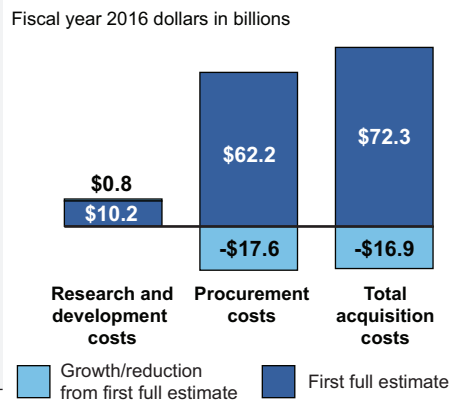 Fiscal year 2016 dollars in billions
$72.3
$62.2
$0.8
$10.2
-$17.6
-$16.9
Research and
development
costs
Procurement
costs
Total
acquisition
costs
Growth/reduction
from first full estimate
First full estimate